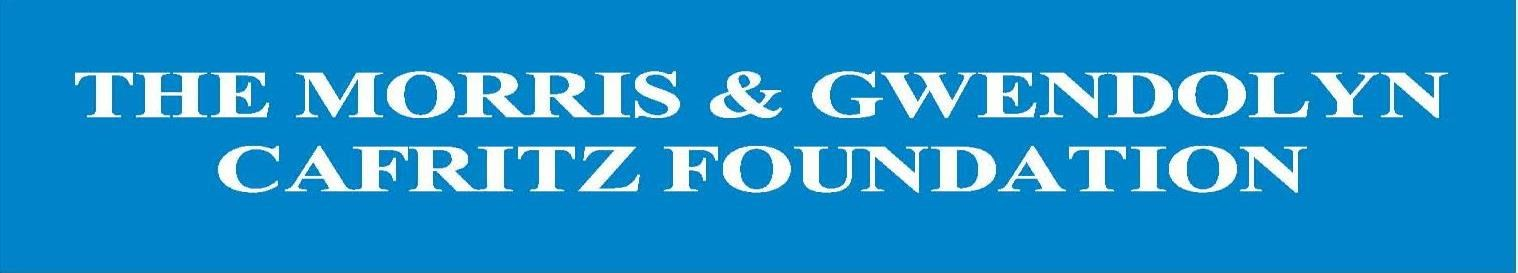 THE MORRIS & GWENDOLYN
CAFRITZ FOUNDATION